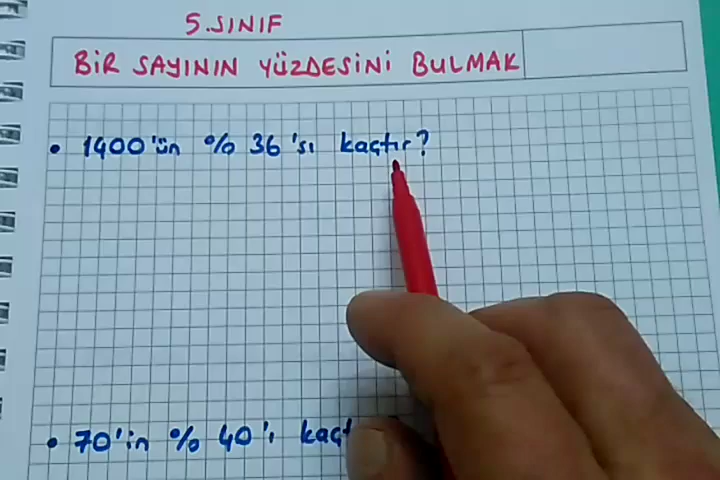 5.SINIF
BİR SAYININ YÜZDESİNİ BULMAK
• 1400'ün % 36'sı kaçtır?
• 70'in % 40'ı